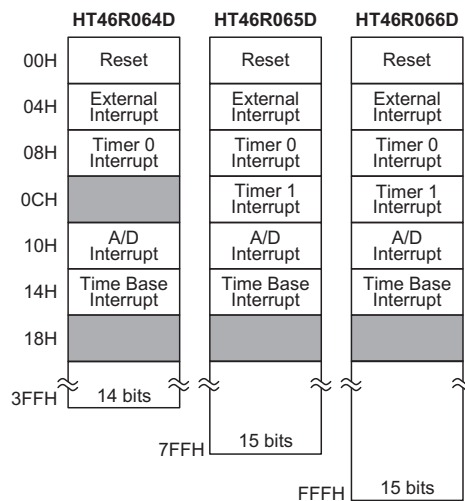 HT46R064D HT46R065D HT46R066D
00H Reset Reset Reset
04H External Interrupt External Interrupt External Interrupt
08H Timer 0 Interrupt Timer 0 Interrupt Timer 0 Interrupt
0CH Timer 1 Interrupt Timer 1 Interrupt
10H A/D Interrupt A/D Interrupt A/D Interrupt
14H Time Base Interrupt Time Base Interrupt Time Base Interrupt
18H
3FFH 14 bits
7FFH 15 bits
FFFH 15 bits